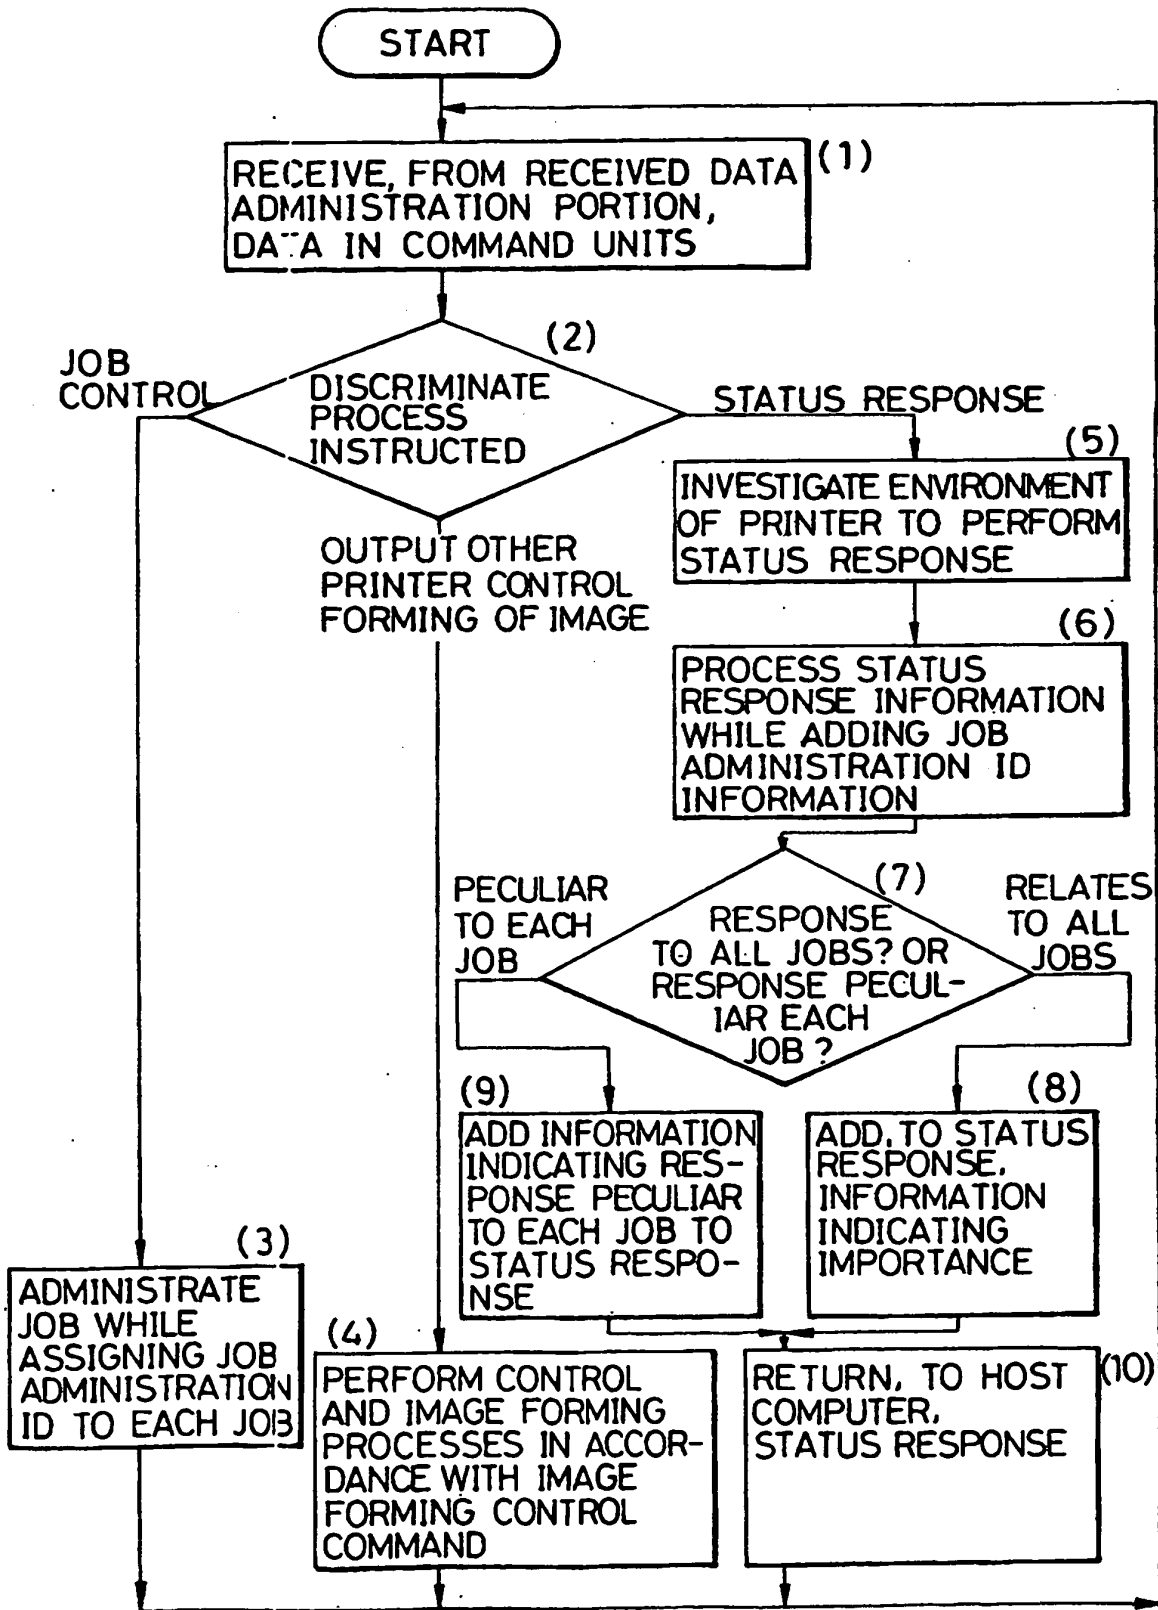 START
(1)
RECEIVE, FROM RECEIVED DATA
ADMINISTRATION PORTION,
DATA IN COMMAND UNITS
(2)
JOB
CONTROL
DISCRIMINATE
PROCESS
INSTRUCTED
STATUS RESPONSE
(5)
INVESTIGATE ENVIRONMENT
OF PRINTER TO PERFORM
STATUS RESPONSE
OUTPUT OTHER
PRINTER CONTROL
FORMING OF IMAGE
(6)
PROCESS STATUS
RESPONSE INFORMATION
WHILE ADDING JOB
ADMINISTRATION ID
INFORMATION
PECULIAR
TO EACH
JOB
(7)
RESPONSE
TO ALL JOBS? OR
RESPONSE PECUL-
IAR EACH
JOB ?
RELATES
TO ALL
JOBS
(9)
ADD INFORMATION
INDICATING RES-
PONSE PECULIAR
TO EACH JOB TO
STATUS RESPO-
NSE
(8)
ADD, TO STATUS
RESPONSE,
INFORMATION
INDICATING
IMPORTANCE
(3)
ADMINISTRATE
JOB WHILE
ASSIGNING JOB
ADMINISTRATION
ID TO EACH JOB
(4)
PERFORM CONTROL
AND IMAGE FORMING
PROCESSES IN ACCOR-
DANCE WITH IMAGE
FORMING CONTROL
COMMAND
(10)
RETURN, TO HOST
COMPUTER,
STATUS RESPONSE